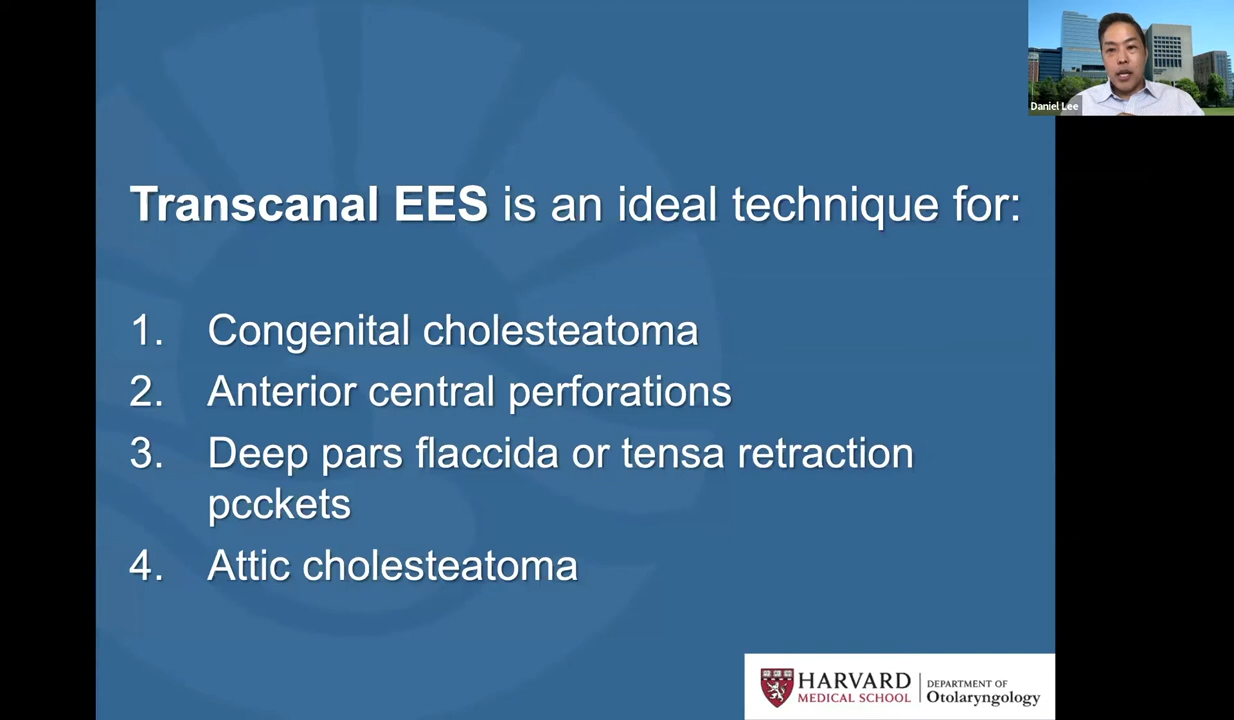 Daniel Lee
Transcanal EES is an ideal technique for:
1. Congenital cholesteatoma
2. Anterior central perforations
3. Deep pars flaccida or tensa retraction
pcckets
4. Attic cholesteatoma
HARVARD
MEDICAL SCHOOL
DEPARTMENT OF
Otolaryngology